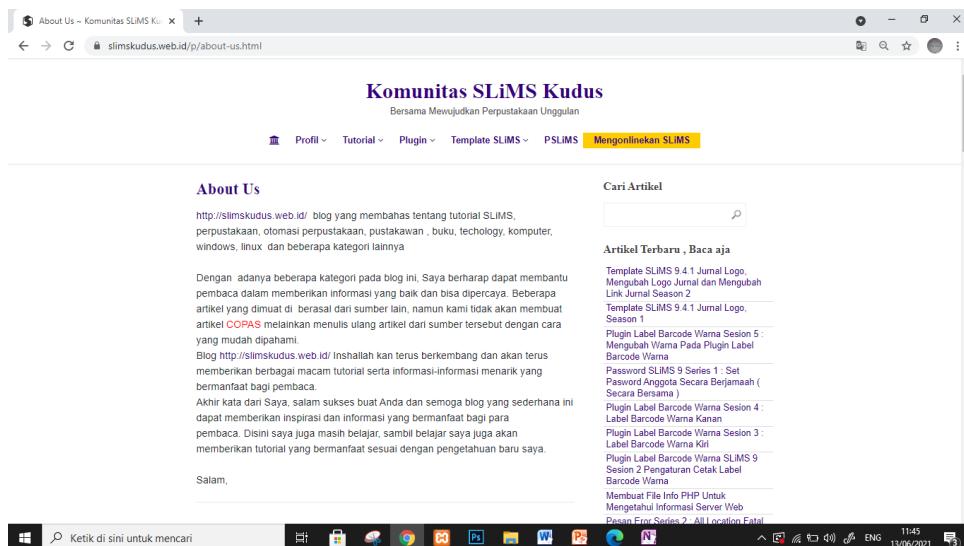 About Us ~ Komunitas SLiMS Ku
slimskudus.web.id/p/about-us.html
Komunitas SLiMS Kudus
Bersama Mewujudkan Perpustakaan Unggulan
Profil Tutorial Plugin Template SLiMS PSLiMS Mengonlinekan SLiMS
About Us
http://slimskudus.web.id/ blog yang membahas tentang tutorial SLiMS,
perpustakaan, otomasi perpustakaan, pustakawan , buku, techology, komputer,
windows, linux dan beberapa kategori lainnya
Dengan adanya beberapa kategori pada blog ini, Saya berharap dapat membantu
pembaca dalam memberikan informasi yang baik dan bisa dipercaya. Beberapa
artikel yang dimuat di berasal dari sumber lain, namun kami tidak akan membuat
artikel COPAS melainkan menulis ulang artikel dari sumber tersebut dengan cara
yang mudah dipahami.
Blog http://slimskudus.web.id/ Inshallah kan terus berkembang dan akan terus
memberikan berbagai macam tutorial serta informasi-informasi menarik yang
bermanfaat bagi pembaca.
Akhir kata dari Saya, salam sukses buat Anda dan semoga blog yang sederhana ini
dapat memberikan inspirasi dan informasi yang bermanfaat bagi para
pembaca. Disini saya juga masih belajar, sambil belajar saya juga akan
memberikan tutorial yang bermanfaat sesuai dengan pengetahuan baru saya.
Salam,
Cari Artikel
Artikel Terbaru , Baca aja
Template SLiMS 9.4.1 Jurnal Logo,
Mengubah Logo Jurnal dan Mengubah
Link Jurnal Season 2
Template SLiMS 9.4.1 Jurnal Logo,
Season 1
Plugin Label Barcode Warna Sesion 5 :
Mengubah Warna Pada Plugin Label
Barcode Warna
Password SLiMS 9 Series 1 : Set
Pasword Anggota Secara Berjamaah (
Secara Bersama )
Plugin Label Barcode Warna Sesion 4 :
Label Barcode Warna Kanan
Plugin Label Barcode Warna Sesion 3 :
Label Barcode Warna Kiri
Plugin Label Barcode Warna SLiMS 9
Sesion 2 Pengaturan Cetak Label
Barcode Warna
Membuat File Info PHP Untuk
Mengetahui Informasi Server Web
Pesan Eror Series 2 : All Location Fatal
Ketik di sini untuk mencari
ENG
11:45
13/06/2021